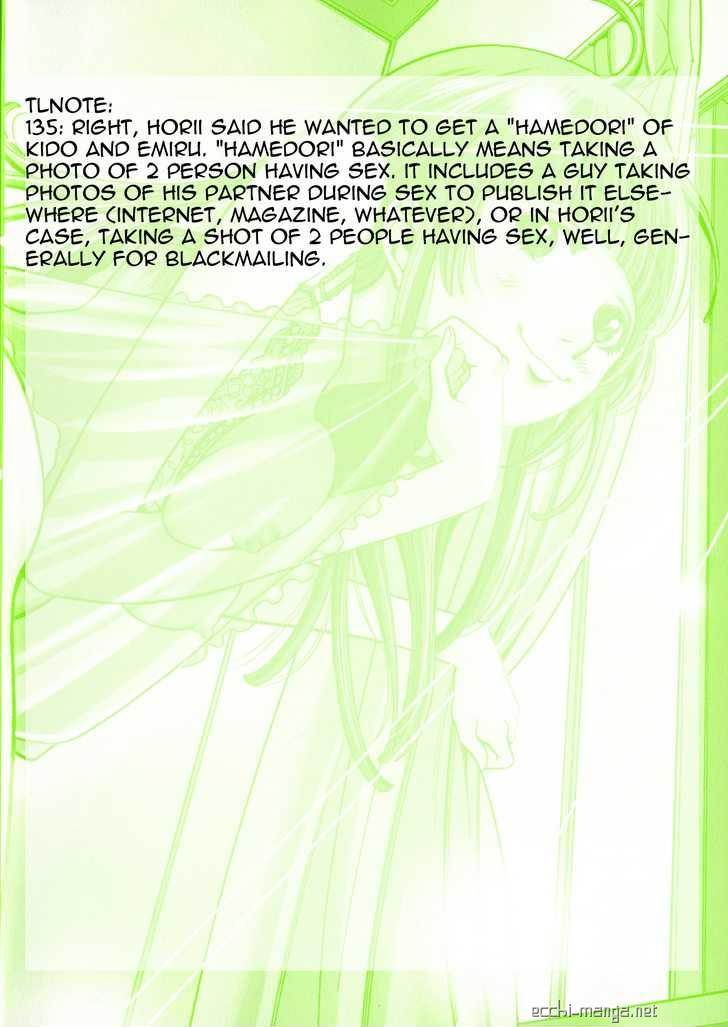 TLNOTE:
135: RIGHT, HORII SAID HE WANTED TO GET A "HAMEDORI" OF
KIDO AND EMIRU. "HAMEDORI" BASICALLY MEANS TAKING A
PHOTO OF 2 PERSON HAVING SEX. IT INCLUDES A GUY TAKING
PHOTOS OF HIS PARTNER DURING SEX TO PUBLISH IT ELSE-
WHERE (INTERNET, MAGAZINE, WHATEVER), OR IN HORII'S
CASE, TAKING A SHOT OF 2 PEOPLE HAVING SEX, WELL, GEN-
ERALLY FOR BLACKMAILING.
ecchi-manga.net